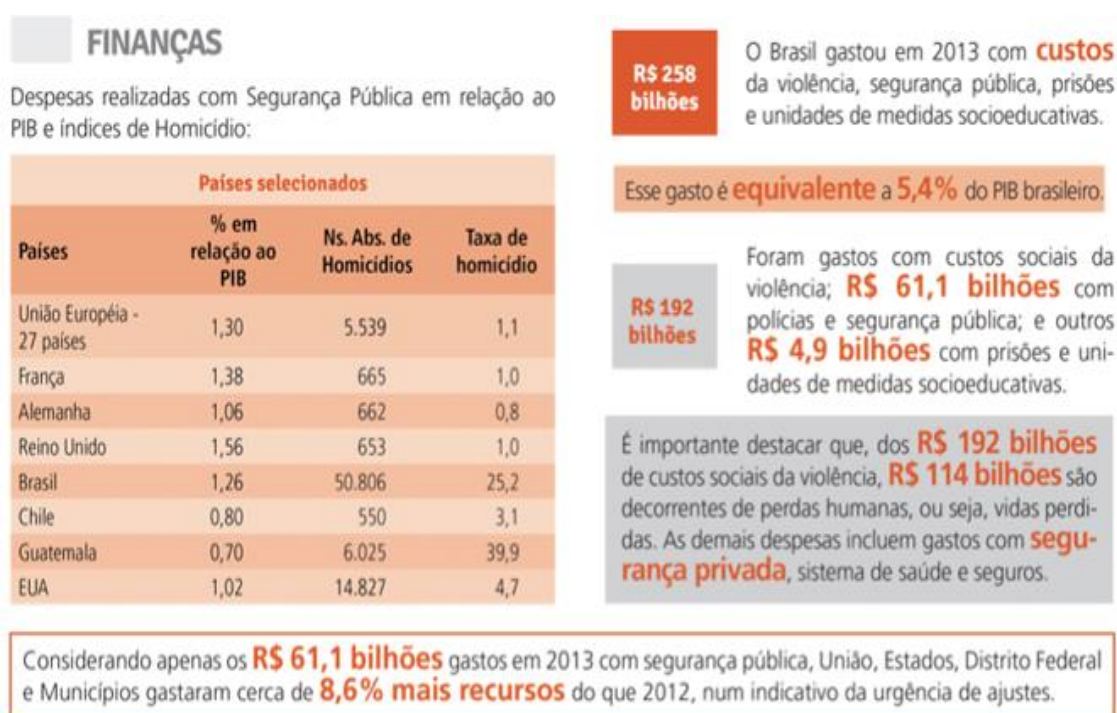 FINANÇAS
Despesas realizadas com Segurança Pública em relação ao
PIB e índices de Homicídio:
Países selecionados
Países
% em
relação ao
PIB
Ns. Abs. de
Homicídios
Taxa de
homicídio
União Européia -
27 países
1,30 5.539 1,1
França 1,38 665 1,0
Alemanha 1,06 662 0,8
Reino Unido 1,56 653 1,0
Brasil 1,26 50.806 25,2
Chile 0,80 550 3,1
Guatemala 0,70 6.025 39,9
EUA 1,02 14.827 4,7
R$ 258
bilhões
O Brasil gastou em 2013 com custos
da violência, segurança pública, prisões
e unidades de medidas socioeducativas.
Esse gasto é equivalente a 5,4% do PIB brasileiro.
R$ 192
bilhões
Foram gastos com custos sociais da
violência; R$ 61,1 bilhões com
polícias e segurança pública; e outros
R$ 4,9 bilhões com prisões e uni-
dades de medidas socioeducativas.
É importante destacar que, dos R$ 192 bilhões
de custos sociais da violência, R$ 114 bilhões são
decorrentes de perdas humanas, ou seja, vidas perdi-
das. As demais despesas incluem gastos com segu-
rança privada, sistema de saúde e seguros.
Considerando apenas os R$ 61,1 bilhões gastos em 2013 com segurança pública, União, Estados, Distrito Federal
e Municípios gastaram cerca de 8,6% mais recursos do que 2012, num indicativo da urgência de ajustes.